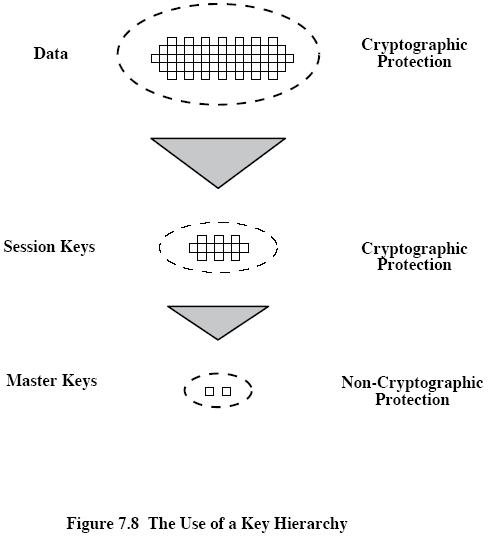 Data
Cryptographic
Protection
Session Keys
Cryptographic
Protection
Master Keys
Non-Cryptographic
Protection
Figure 7.8 The Use of a Key Hierarchy